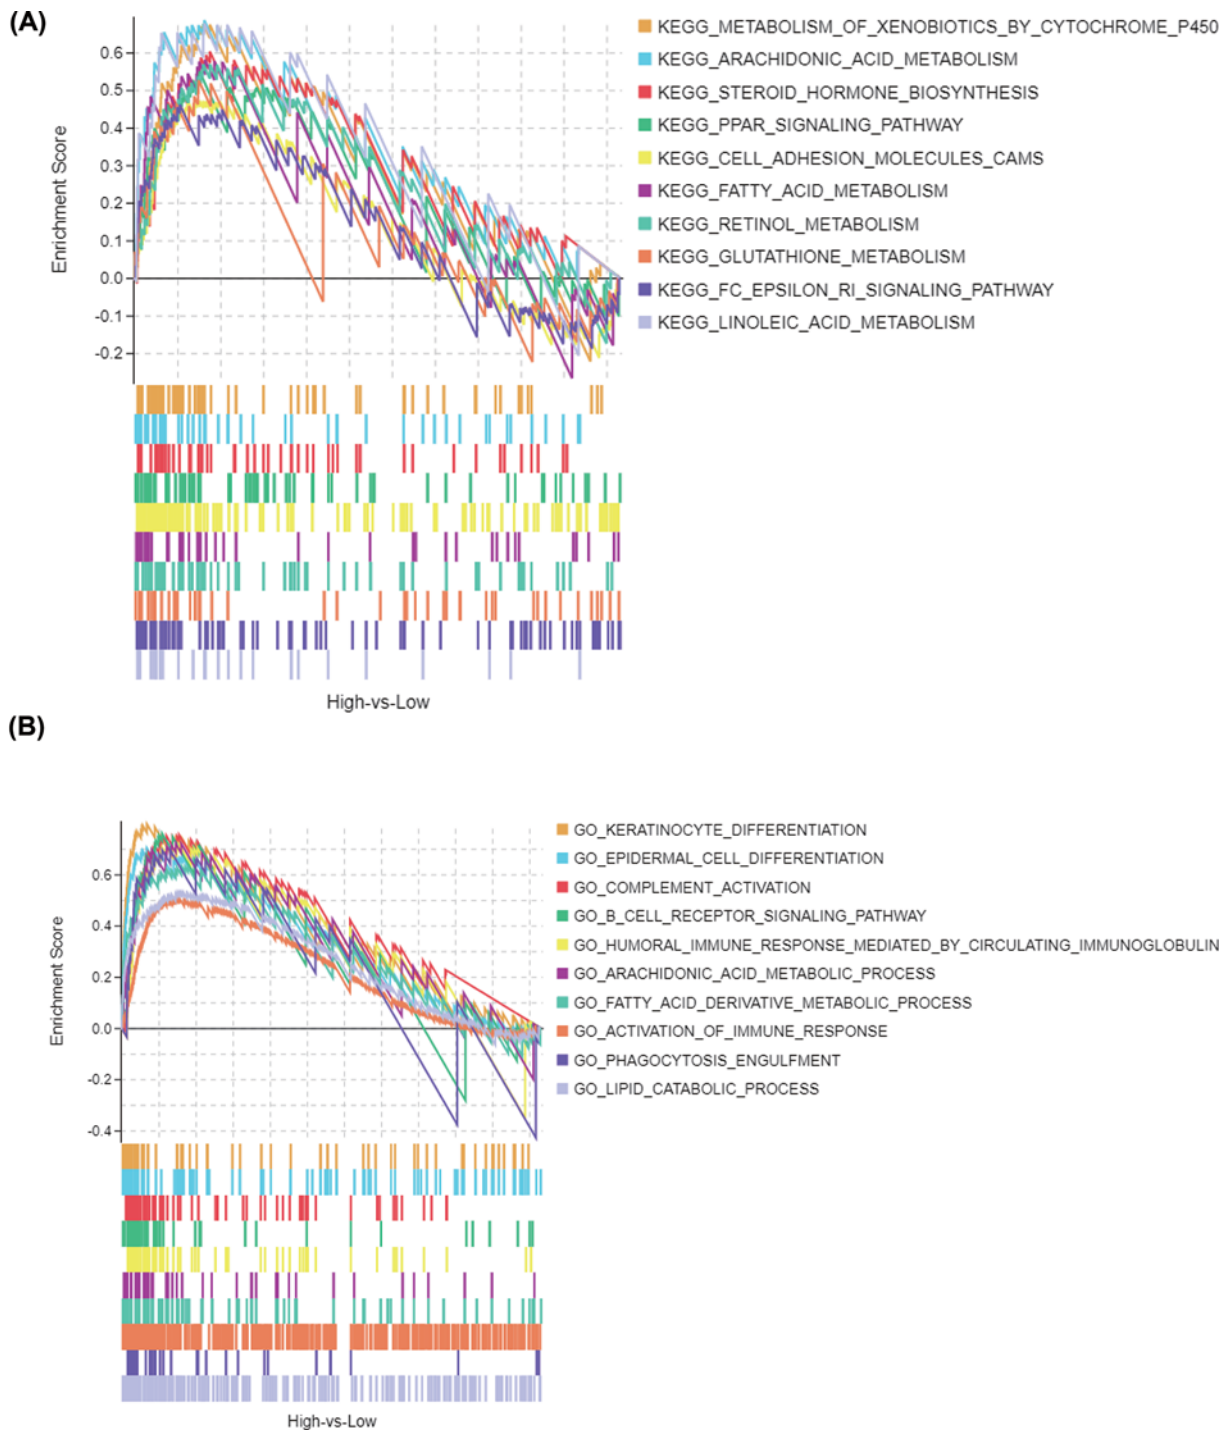 (A)
0.6
0.5
0.4
0.3
0.2
0.1
0.0
-0.1
-0.2
Enrichment Score
KEGG_METABOLISM_OF_XENOBIOTICS_BY_CYTOCHROME_P450
KEGG_ARACHIDONIC_ACID_METABOLISM
KEGG_STEROID_HORMONE_BIOSYNTHESIS
KEGG_PPAR_SIGNALING_PATHWAY
KEGG_CELL_ADHESION_MOLECULES_CAMS
KEGG_FATTY_ACID_METABOLISM
KEGG_RETINOL_METABOLISM
KEGG_GLUTATHIONE_METABOLISM
KEGG_FC_EPSILON_RI_SIGNALING_PATHWAY
KEGG_LINOLEIC_ACID_METABOLISM
High-vs-Low
(B)
0.6
0.4
0.2
0.0
-0.2
-0.4
Enrichment Score
GO_KERATINOCYTE_DIFFERENTIATION
GO_EPIDERMAL_CELL_DIFFERENTIATION
GO_COMPLEMENT_ACTIVATION
GO_B_CELL_RECEPTOR_SIGNALING_PATHWAY
GO_HUMORAL_IMMUNE_RESPONSE_MEDIATED_BY_CIRCULATING_IMMUNOGLOBULIN
GO_ARACHIDONIC_ACID_METABOLIC_PROCESS
GO_FATTY_ACID_DERIVATIVE_METABOLIC_PROCESS
GO_ACTIVATION_OF_IMMUNE_RESPONSE
GO_PHAGOCYTOSIS_ENGULFMENT
GO_LIPID_CATABOLIC_PROCESS
High-vs-Low